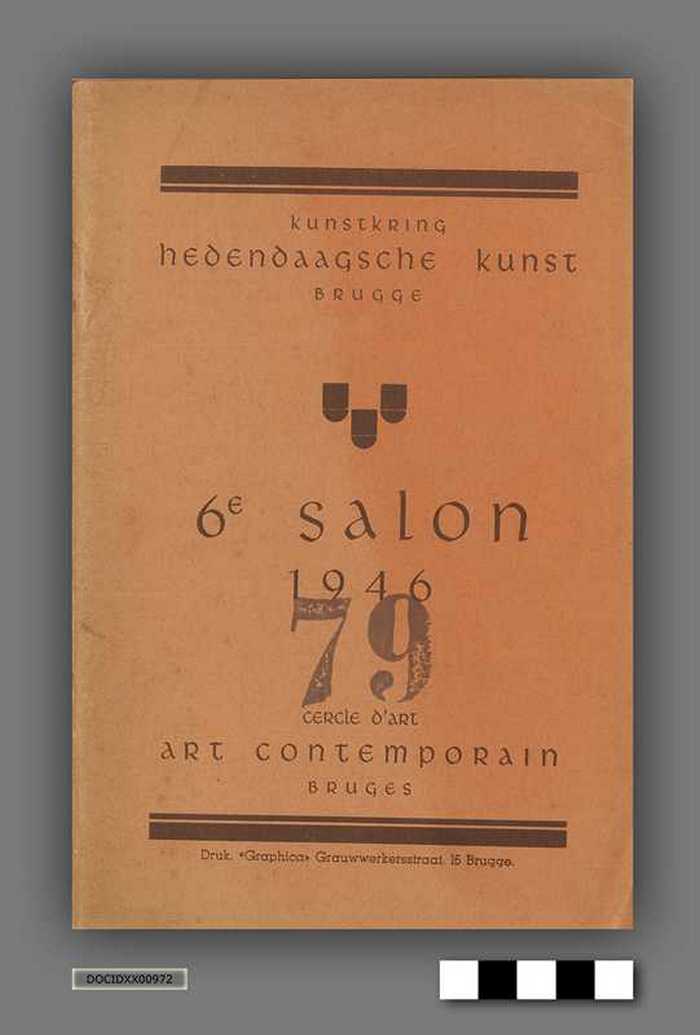 kunstkring
hedendaagsche kunst
BRUGGE
6e salon
1946
79
cercle d'art
art contemporain
BRUGES
Druk. «Graphica» Grauwwerkersstraat, 15 Brugge.
DOCIDXX00972